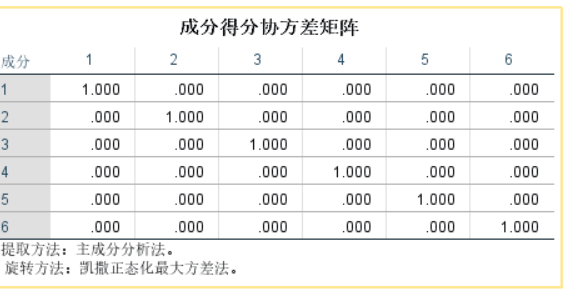 成分得分协方差矩阵
成分 1 2 3 4 5 6
1 1.000 .000 .000 .000 .000 .000
2 .000 1.000 .000 .000 .000 .000
3 .000 .000 1.000 .000 .000 .000
4 .000 .000 .000 1.000 .000 .000
5 .000 .000 .000 .000 1.000 .000
6 .000 .000 .000 .000 .000 1.000
提取方法：主成分分析法。
旋转方法：凯撒正态化最大方差法。